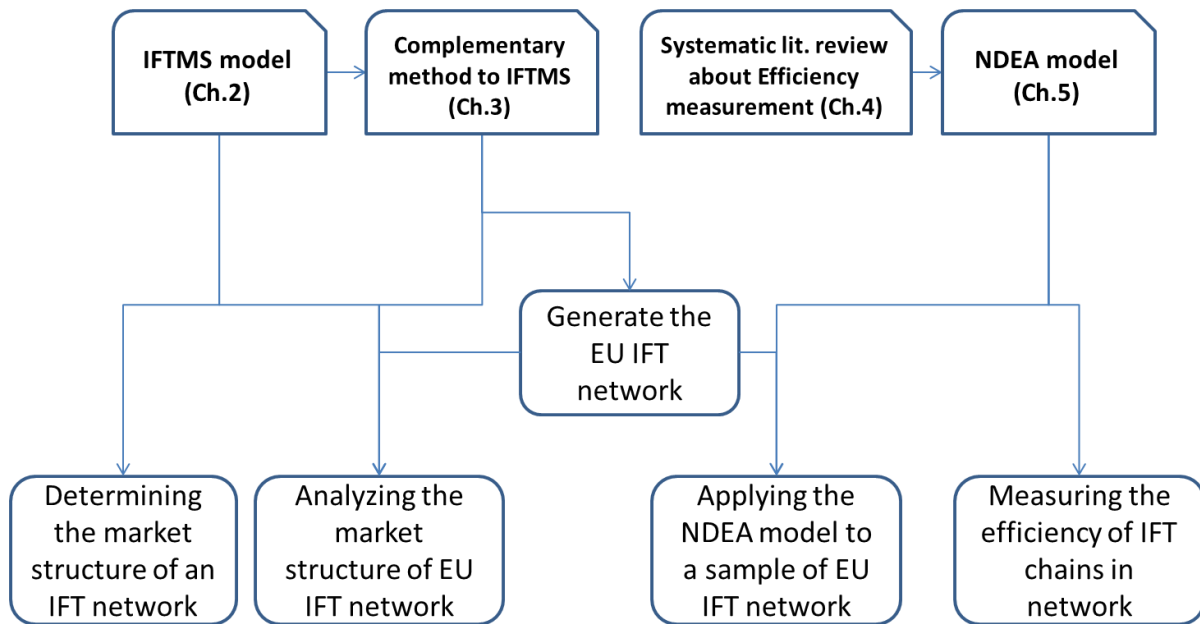 IFTMS model
(Ch.2)
Complementary
method to IFTMS
(Ch.3)
Systematic lit. review
about Efficiency
measurement (Ch.4)
NDEA model
(Ch.5)
Generate the
EU IFT
network
Determining
the market
structure of an
IFT network
Analyzing the
market
structure of EU
IFT network
Applying the
NDEA model to
a sample of EU
IFT network
Measuring the
efficiency of IFT
chains in
network